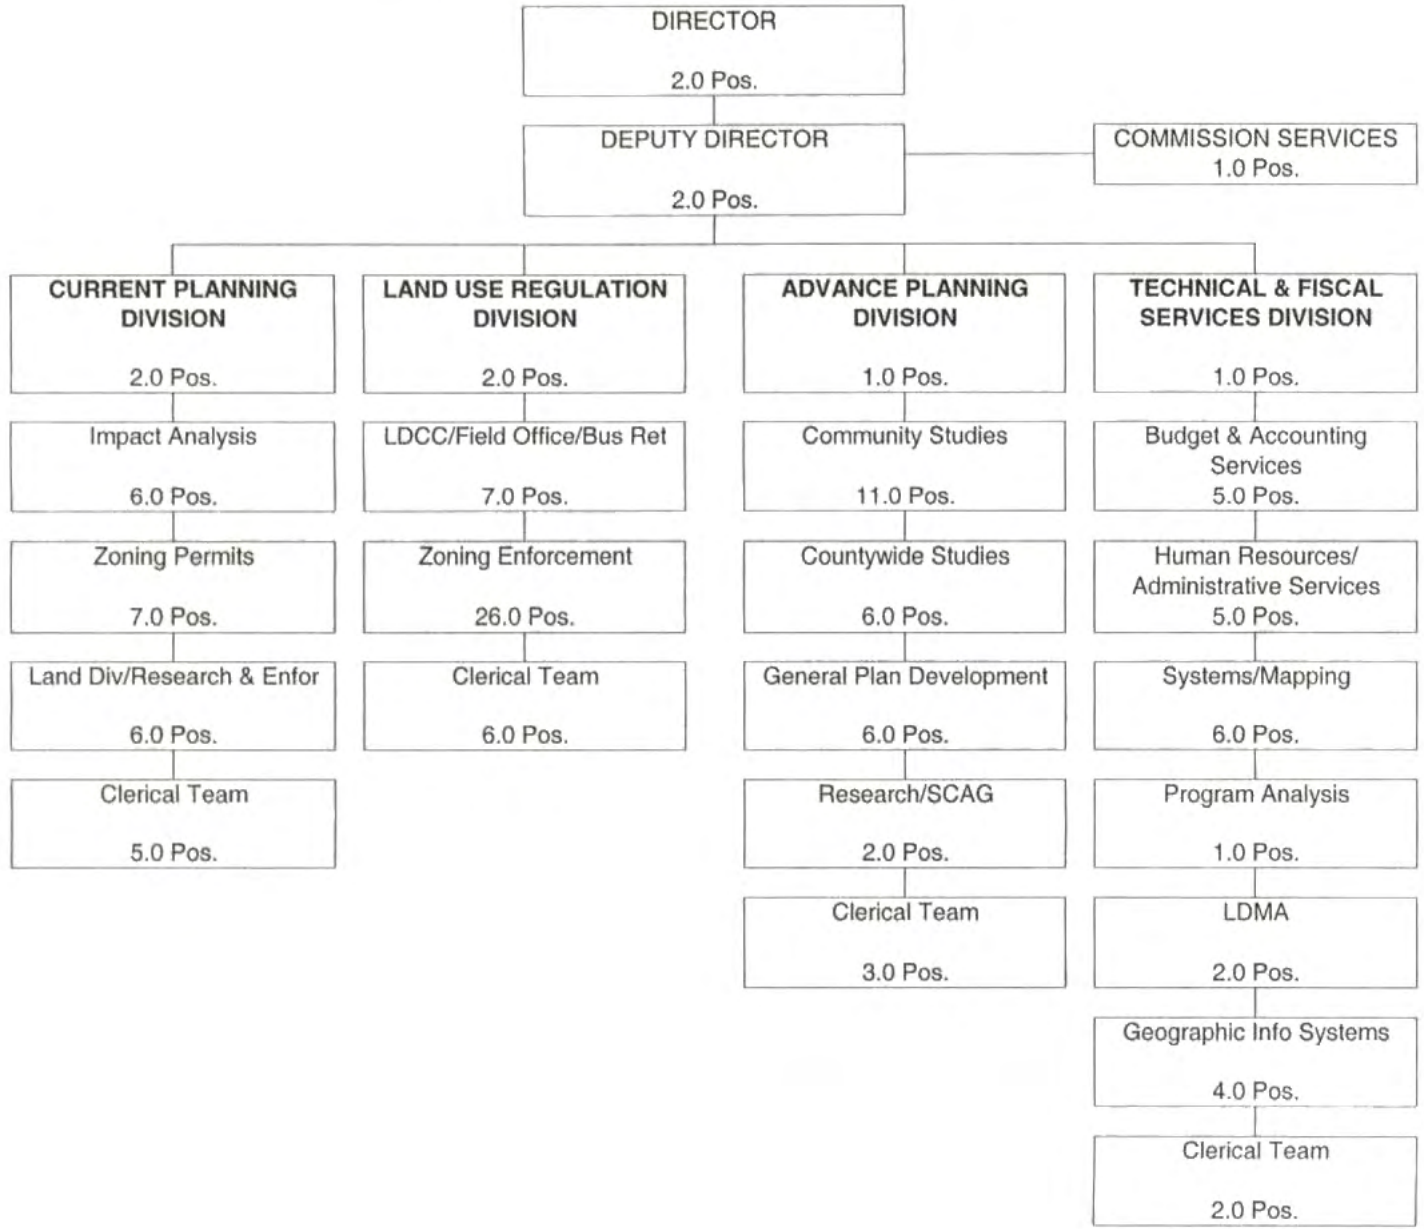 DIRECTOR
2.0 Pos.
DEPUTY DIRECTOR
2.0 Pos.
COMMISSION SERVICES
1.0 Pos.
CURRENT PLANNING
DIVISION
2.0 Pos.
Impact Analysis
6.0 Pos.
Zoning Permits
7.0 Pos.
Land Div/Research & Enfor
6.0 Pos.
Clerical Team
5.0 Pos.
LAND USE REGULATION
DIVISION
2.0 Pos.
LDCC/Field Office/Bus Ret
7.0 Pos.
Zoning Enforcement
26.0 Pos.
Clerical Team
6.0 Pos.
ADVANCE PLANNING
DIVISION
1.0 Pos.
Community Studies
11.0 Pos.
Countywide Studies
6.0 Pos.
General Plan Development
6.0 Pos.
Research/SCAG
2.0 Pos.
Clerical Team
3.0 Pos.
TECHNICAL & FISCAL
SERVICES DIVISION
1.0 Pos.
Budget & Accounting
Services
5.0 Pos.
Human Resources/
Administrative Services
5.0 Pos.
Systems/Mapping
6.0 Pos.
Program Analysis
1.0 Pos.
LDMA
2.0 Pos.
Geographic Info Systems
4.0 Pos.
Clerical Team
2.0 Pos.